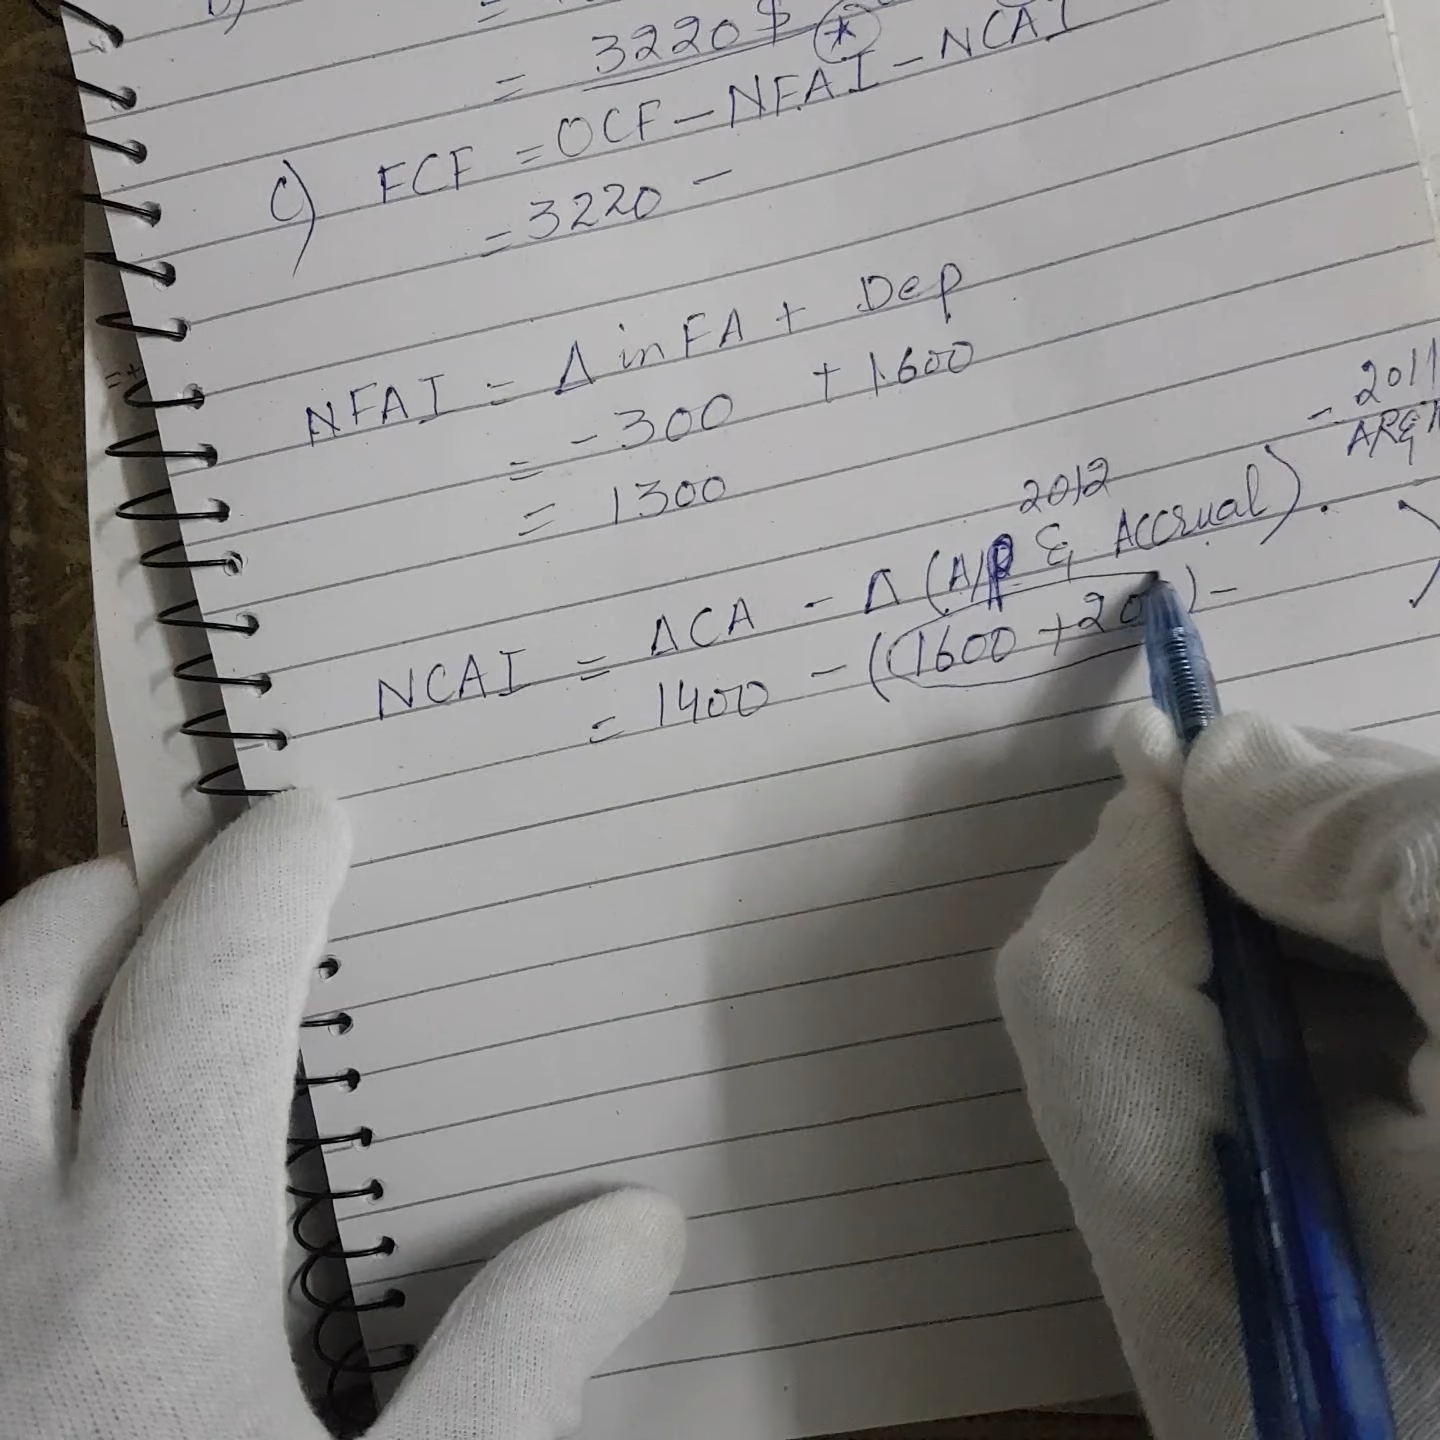 b) =
= 3220 $ *
C) FCF = OCF - NFAI - NCAI
= 3220 -
NFAI = Δ in FA + Dep
= - 300 + 1600
= 1300
2012 - 2011
NCAI = ΔCA - Δ (A/P & Accrual).
= 1400 - ((1600 + 20 ) -